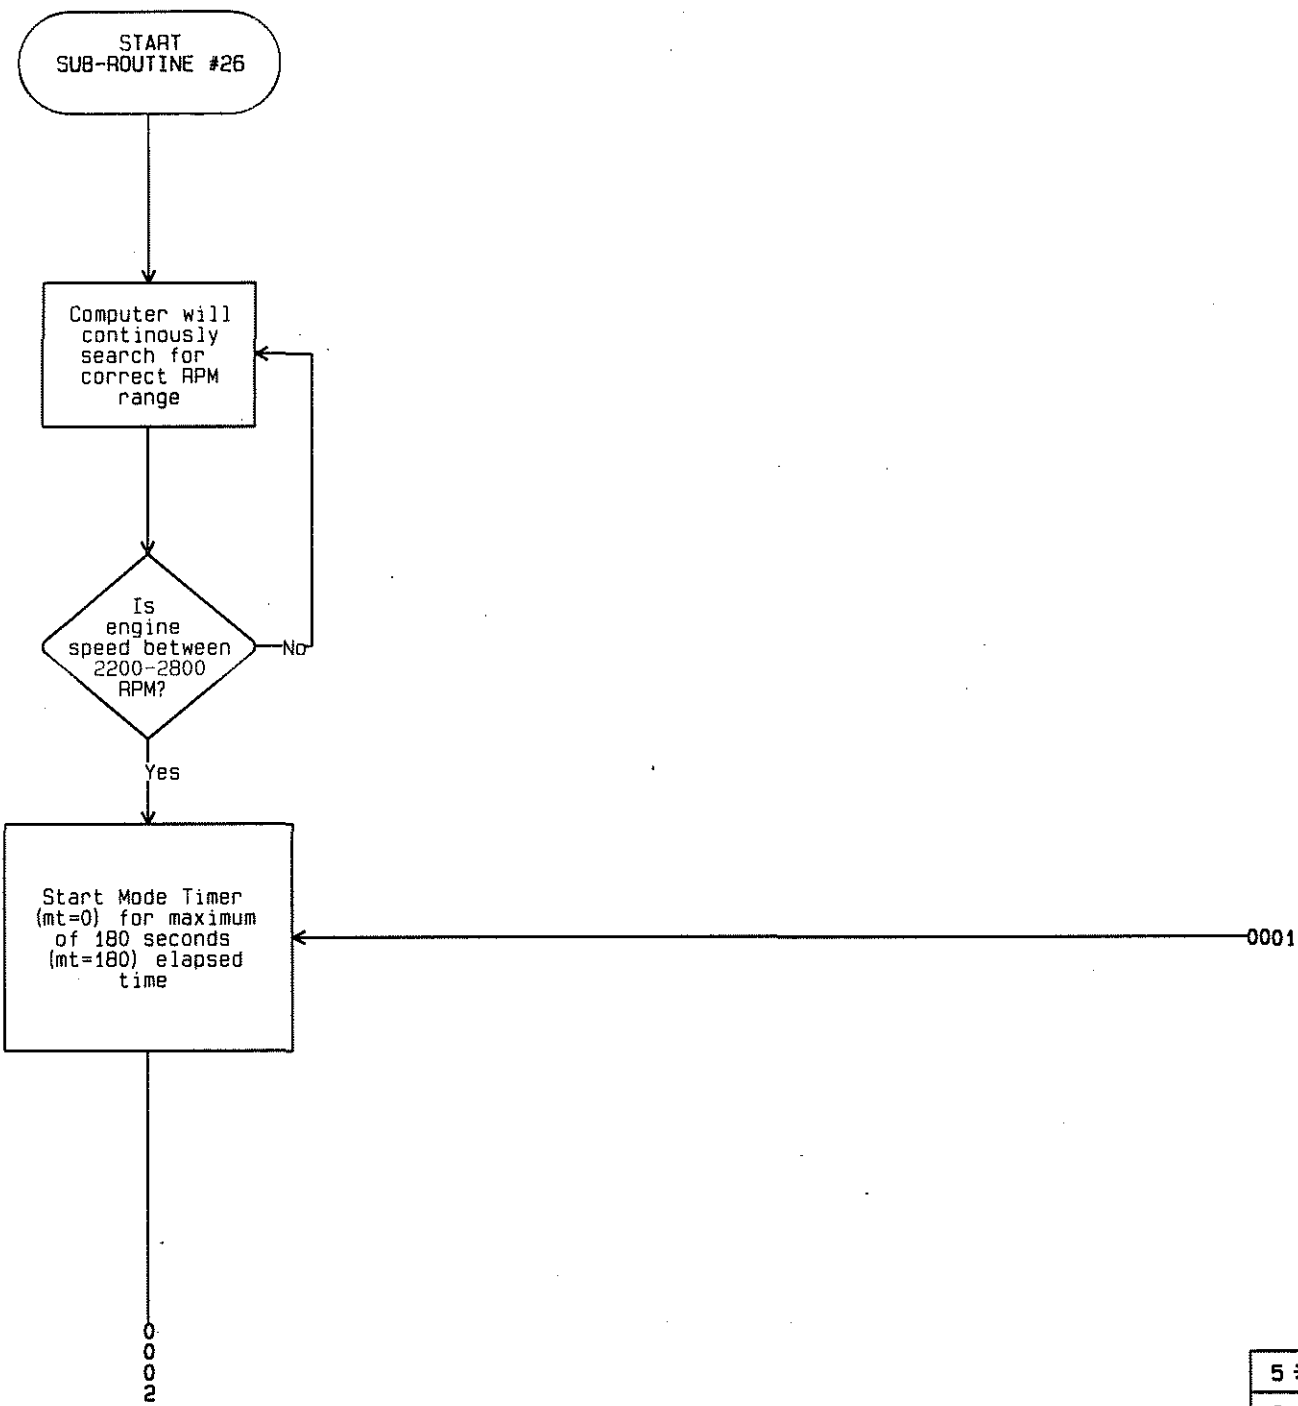 START
SUB-ROUTINE #26
Computer will
continously
search for
correct RPM
range
Is
engine
speed between
2200-2800
RPM?
No
Yes
Start Mode Timer
(mt=0) for maximum
of 180 seconds
(mt=180) elapsed
time
0001
0
0
0
2
5